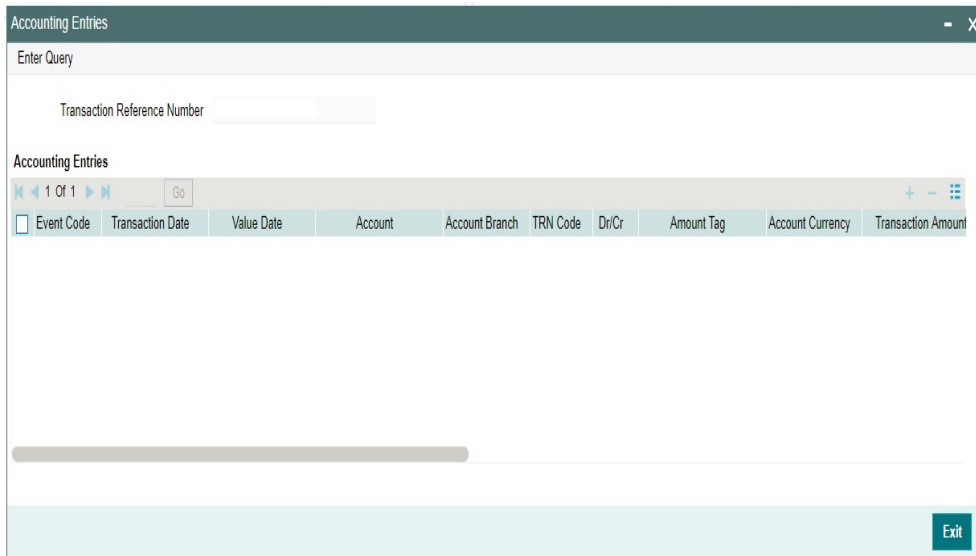 Accounting Entries
Enter Query
Transaction Reference Number
Accounting Entries
1 Of 1 Go
Event Code Transaction Date Value Date Account Account Branch TRN Code Dr/Cr Amount Tag Account Currency Transaction Amount
Exit